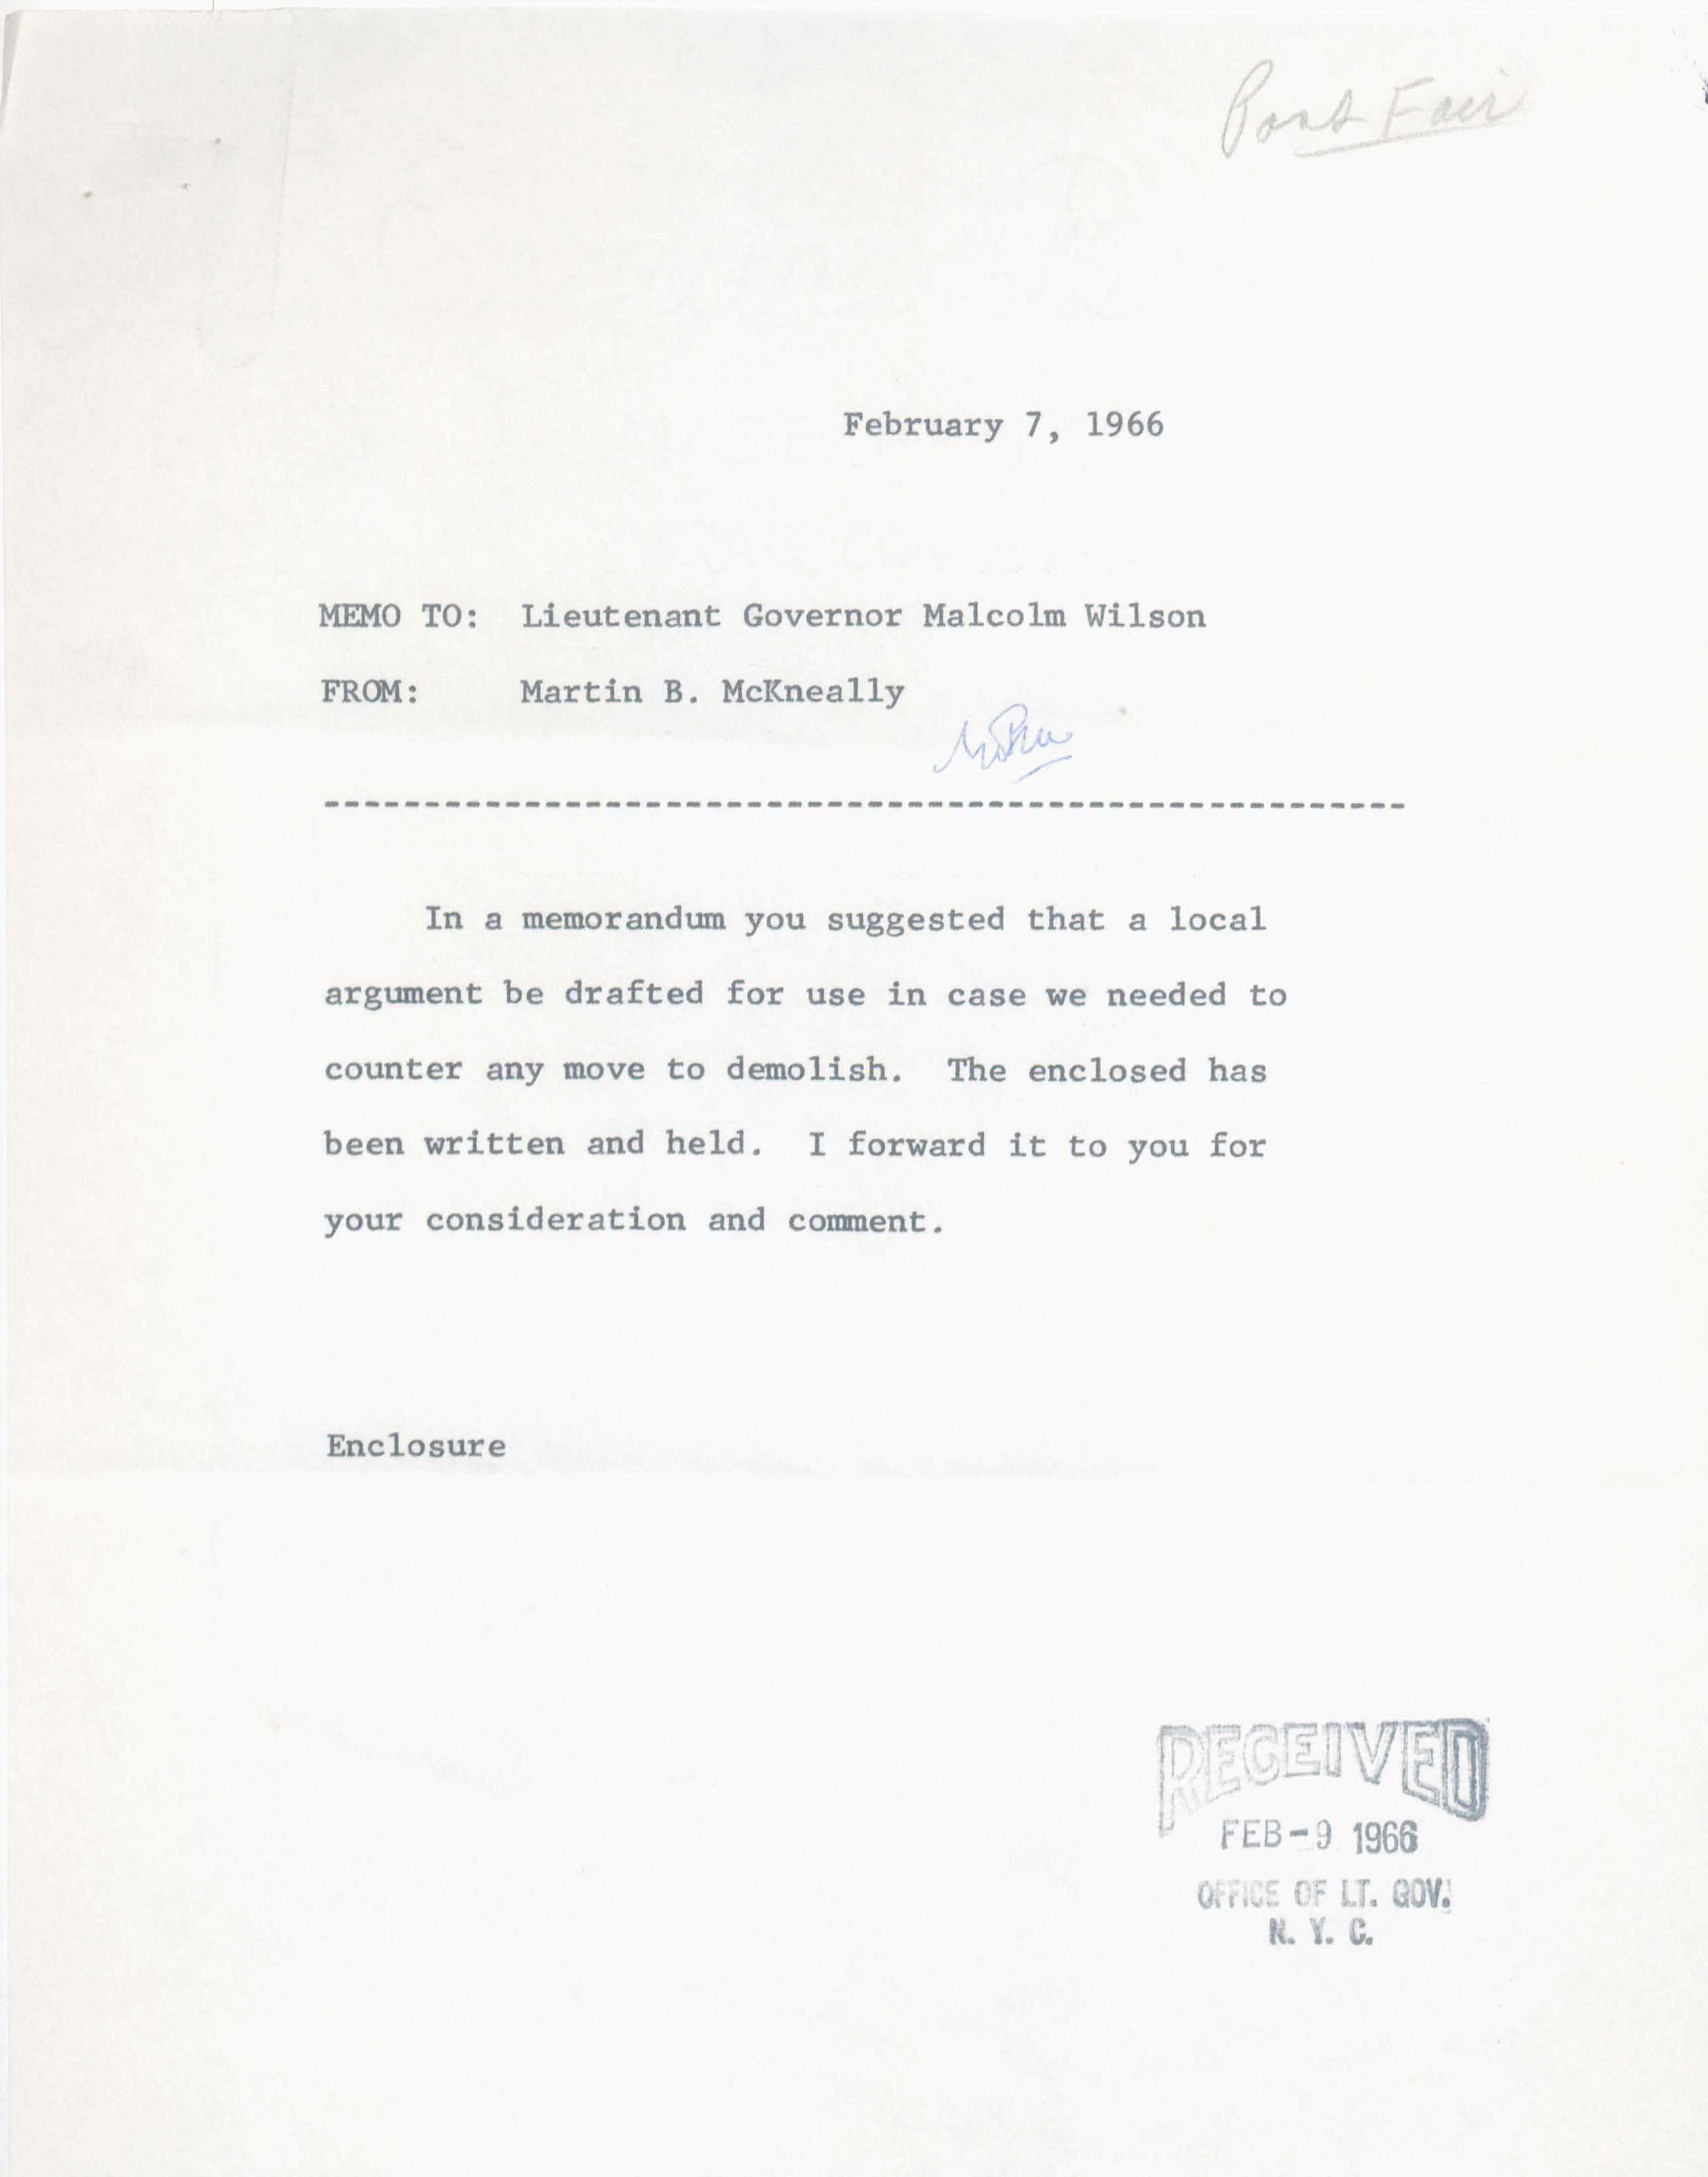 Post Fair
February 7, 1966
MEMO TO: Lieutenant Governor Malcolm Wilson
FROM: Martin B. McKneally
-------------------------------------------------------
In a memorandum you suggested that a local
argument be drafted for use in case we needed to
counter any move to demolish. The enclosed has
been written and held. I forward it to you for
your consideration and comment.
Enclosure
RECEIVED
FEB-9 1966
OFFICE OF LT. GOV.
N. Y. C.